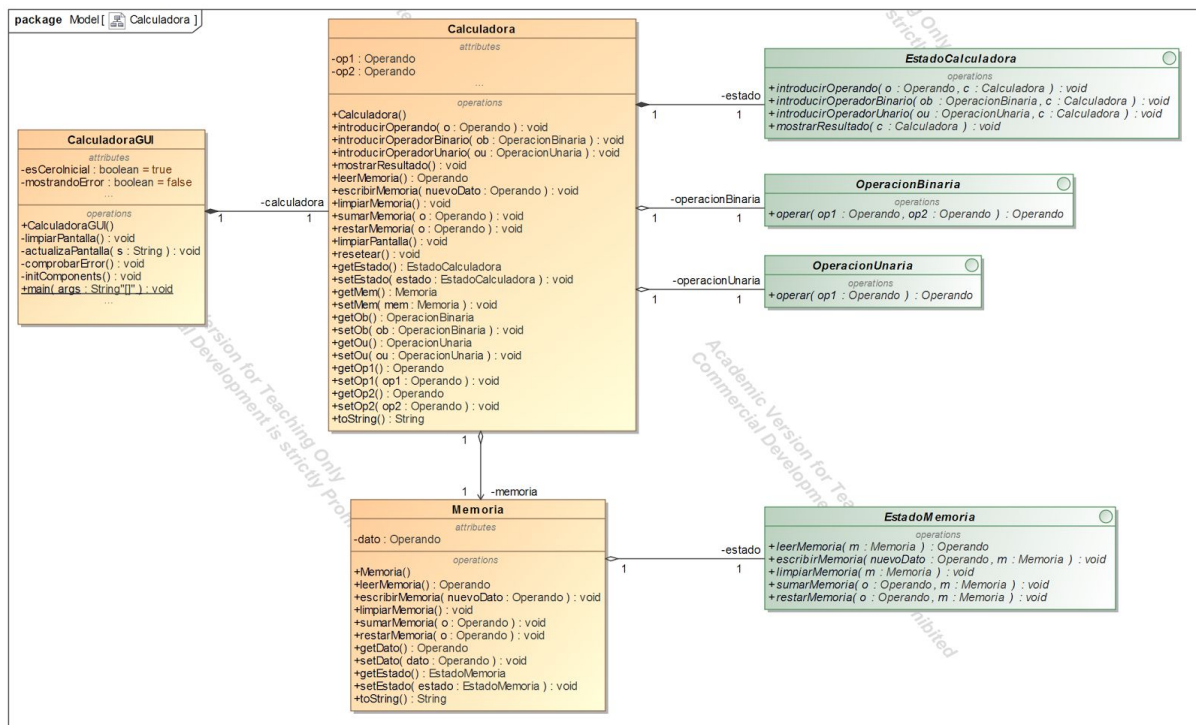 package Model [ Calculadora ]
CalculadoraGUI
attributes
-esCeroInicial : boolean = true
-mostrandoError : boolean = false
operations
+CalculadoraGUI()
-limpiarPantalla() : void
-actualizaPantalla( s : String ) : void
-comprobarError() : void
-initComponents() : void
+main( args : String"[]" ) : void
...
-calculadora
1
1
Calculadora
attributes
-op1 : Operando
-op2 : Operando
...
operations
+Calculadora()
+introducirOperando( o : Operando ) : void
+introducirOperadorBinario( ob : OperacionBinaria ) : void
+introducirOperadorUnario( ou : OperacionUnaria ) : void
+mostrarResultado() : void
+leerMemoria() : Operando
+escribirMemoria( nuevoDato : Operando ) : void
+limpiarMemoria() : void
+sumarMemoria( o : Operando ) : void
+restarMemoria( o : Operando ) : void
+limpiarPantalla() : void
+resetear() : void
+getEstado() : EstadoCalculadora
+setEstado( estado : EstadoCalculadora ) : void
+getMem() : Memoria
+setMem( mem : Memoria ) : void
+getOb() : OperacionBinaria
+setOb( ob : OperacionBinaria ) : void
+getOu() : OperacionUnaria
+setOu( ou : OperacionUnaria ) : void
+getOp1() : Operando
+setOp1( op1 : Operando ) : void
+getOp2() : Operando
+setOp2( op2 : Operando ) : void
+toString() : String
-estado
1
1
EstadoCalculadora
operations
+introducirOperando( o : Operando, c : Calculadora ) : void
+introducirOperadorBinario( ob : OperacionBinaria, c : Calculadora ) : void
+introducirOperadorUnario( ou : OperacionUnaria, c : Calculadora ) : void
+mostrarResultado( c : Calculadora ) : void
-operacionBinaria
1
1
OperacionBinaria
operations
+operar( op1 : Operando, op2 : Operando ) : Operando
-operacionUnaria
1
1
OperacionUnaria
operations
+operar( op1 : Operando ) : Operando
1
1
-memoria
Memoria
attributes
-dato : Operando
operations
+Memoria()
+leerMemoria() : Operando
+escribirMemoria( nuevoDato : Operando ) : void
+limpiarMemoria() : void
+sumarMemoria( o : Operando ) : void
+restarMemoria( o : Operando ) : void
+getDato() : Operando
+setDato( dato : Operando ) : void
+getEstado() : EstadoMemoria
+setEstado( estado : EstadoMemoria ) : void
+toString() : String
-estado
1
1
EstadoMemoria
operations
+leerMemoria( m : Memoria ) : Operando
+escribirMemoria( nuevoDato : Operando, m : Memoria ) : void
+limpiarMemoria( m : Memoria ) : void
+sumarMemoria( o : Operando, m : Memoria ) : void
+restarMemoria( o : Operando, m : Memoria ) : void
Version for Teaching Only
Development is strictly
Academic Version for
Commercial Development